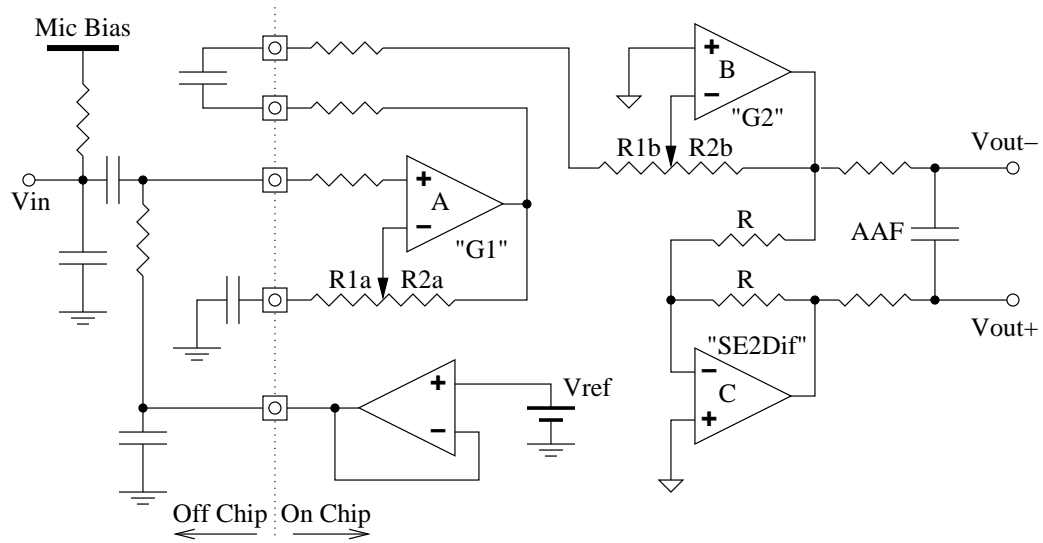 Mic Bias
Vin
+
A
−
"G1"
R1a
R2a
+
B
−
"G2"
R1b
R2b
Vout−
R
AAF
R
Vout+
"SE2Dif"
−
C
+
+
−
Vref
Off Chip
On Chip